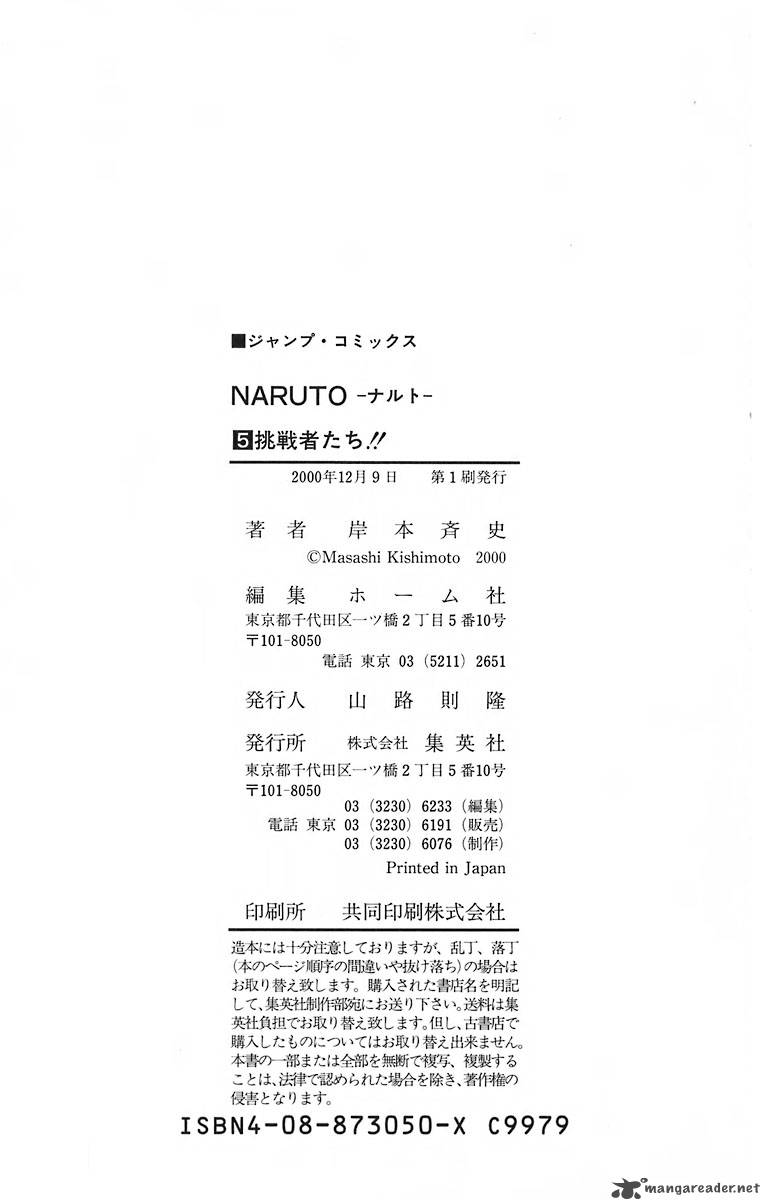 ■ジャンプ・コミックス
NARUTO -ナルト-
5挑戦者たち!!
2000年12月9日 第1刷発行
著者 岸本斉史
©Masashi Kishimoto 2000
編集 ホーム社
東京都千代田区一ツ橋2丁目5番10号
〒101-8050
電話 東京 03 (5211) 2651
発行人 山路則隆
発行所 株式会社 集英社
東京都千代田区一ツ橋2丁目5番10号
〒101-8050
03 (3230) 6233 (編集)
電話 東京 03 (3230) 6191 (販売)
03 (3230) 6076 (制作)
Printed in Japan
印刷所 共同印刷株式会社
造本には十分注意しておりますが、乱丁、落丁
(本のページ順序の間違いや抜け落ち)の場合は
お取り替え致します。購入された書店名を明記
して、集英社制作部宛にお送り下さい。送料は集
英社負担でお取り替え致します。但し、古書店で
購入したものについてはお取り替え出来ません。
本書の一部または全部を無断で複写、複製する
ことは、法律で認められた場合を除き、著作権の
侵害となります。
ISBN4-08-873050-X C9979
mangareader.net